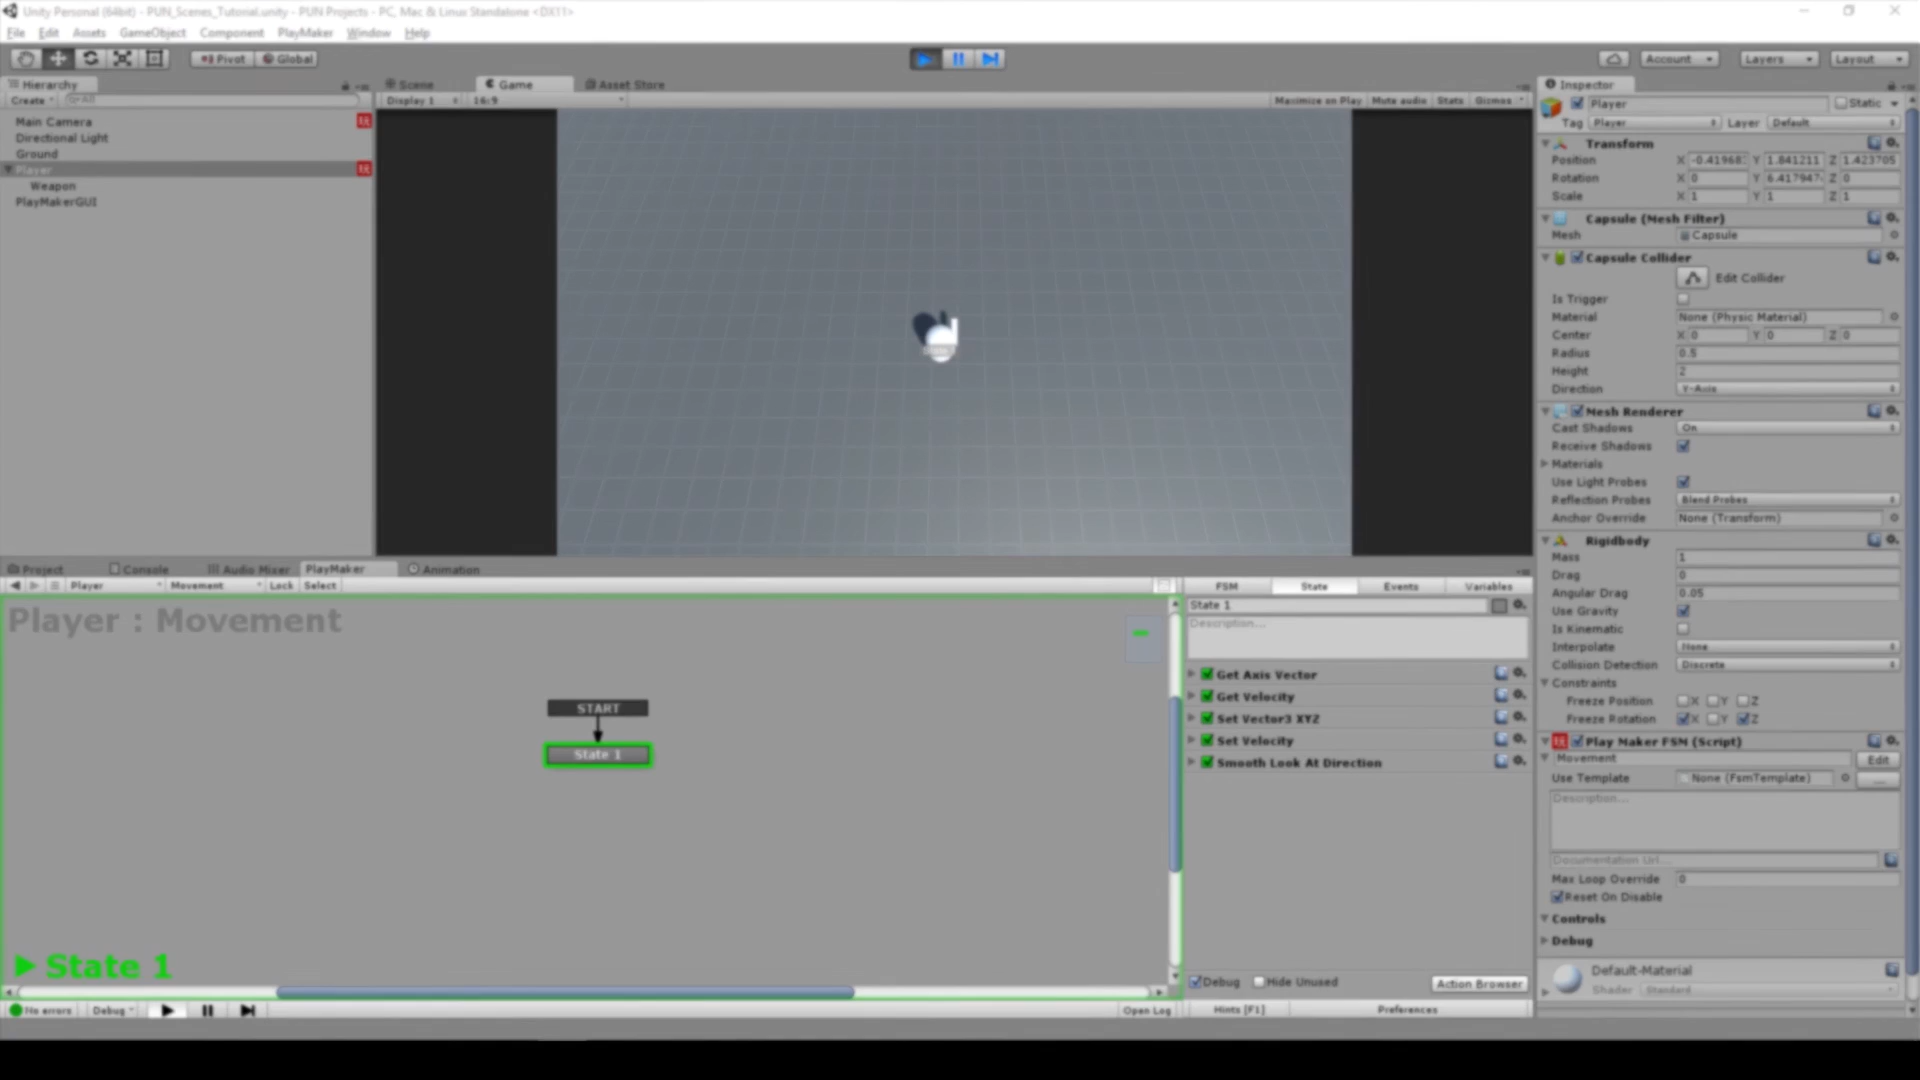 Unity Personal (64bit) - PUN_Scenes_Tutorial.unity - PUN Projects - PC, Mac & Linux Standalone <DX11>
File Edit Assets GameObject Component PlayMaker Window Help
Pivot Global Account Layers Layout
Hierarchy
Create All
Main Camera
Directional Light
Ground
Player
Weapon
PlayMakerGUI
Scene Game Asset Store
Display 1 16:9 Maximize on Play Mute audio Stats Gizmos
Inspector
Player Static
Tag Player Layer Default
Transform
Position X -0.41968 Y 1.841211 Z 1.423705
Rotation X 0 Y 6.41794 Z 0
Scale X 1 Y 1 Z 1
Capsule (Mesh Filter)
Mesh Capsule
Capsule Collider
Edit Collider
Is Trigger
Material None (Physic Material)
Center X 0 Y 0 Z 0
Radius 0.5
Height 2
Direction Y-Axis
Mesh Renderer
Cast Shadows On
Receive Shadows
Materials
Use Light Probes
Reflection Probes Blend Probes
Anchor Override None (Transform)
Rigidbody
Mass 1
Drag 0
Angular Drag 0.05
Use Gravity
Is Kinematic
Interpolate None
Collision Detection Discrete
Constraints
Freeze Position X Y Z
Freeze Rotation X Y Z
Play Maker FSM (Script)
Movement Edit
Use Template None (FsmTemplate)
Description...
Documentation Url...
Max Loop Override 0
Reset On Disable
Controls
Debug
Default-Material
Shader Standard
Project Console Audio Mixer PlayMaker Animation
Player Movement Lock Select
Player : Movement
START
State 1
State 1
No errors Debug Open Log
FSM State Events Variables
State 1
Description...
Get Axis Vector
Get Velocity
Set Vector3 XYZ
Set Velocity
Smooth Look At Direction
Debug Hide Unused Action Browser
Hints [F1] Preferences